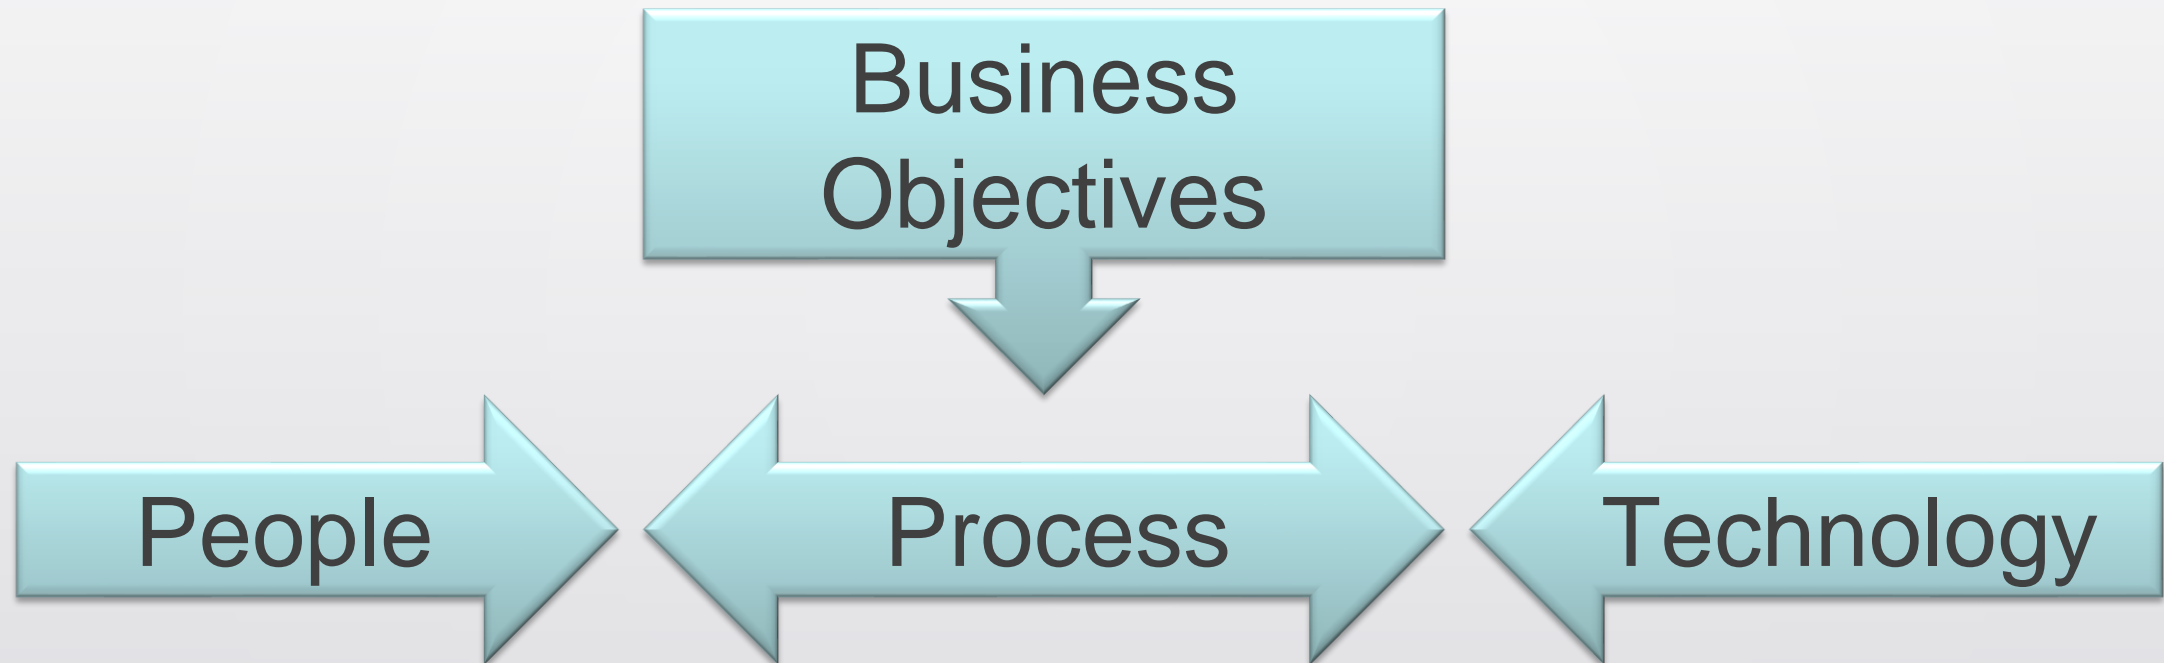 Business
Objectives
People
Process
Technology